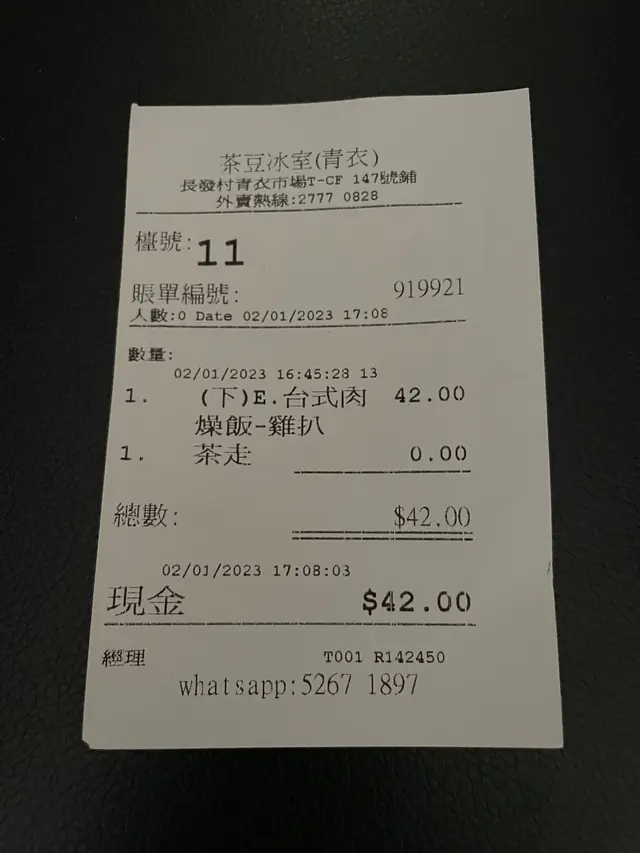 茶豆冰室(青衣)
長發村青衣市場T-CF 147號鋪
外賣熱線:2777 0828
檯號:11
賬單編號: 919921
人數:0 Date 02/01/2023 17:08
數量:
02/01/2023 16:45:28 13
1. (下)E.台式肉 42.00
燥飯-雞扒
1. 茶走 0.00
總數: $42.00
02/01/2023 17:08:03
現金 $42.00
經理 T001 R142450
whatsapp:5267 1897